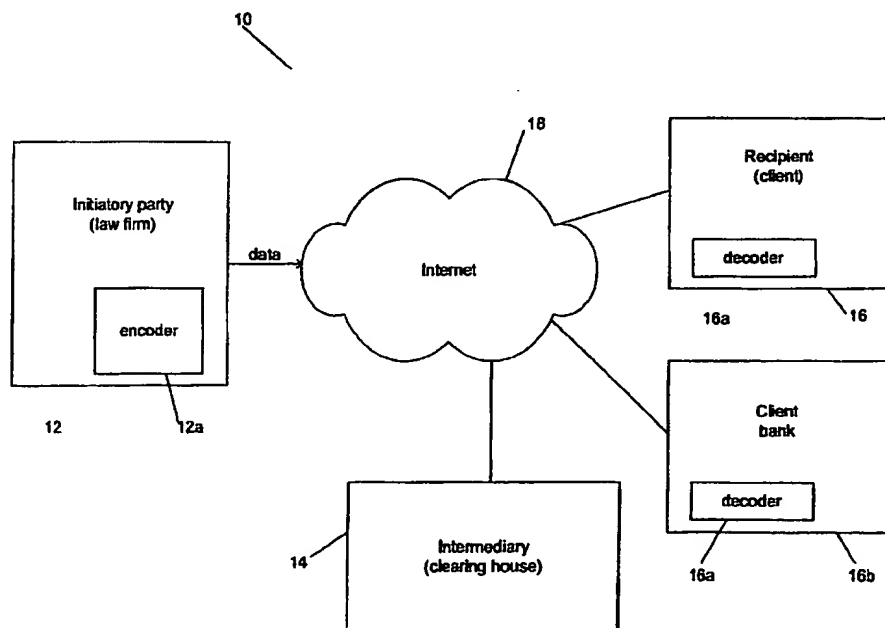 10
18
Initiatory party
(law firm)
data
encoder
12
12a
Internet
Recipient
(client)
decoder
16a
16
Client
bank
decoder
16a
16b
14
Intermediary
(clearing house)